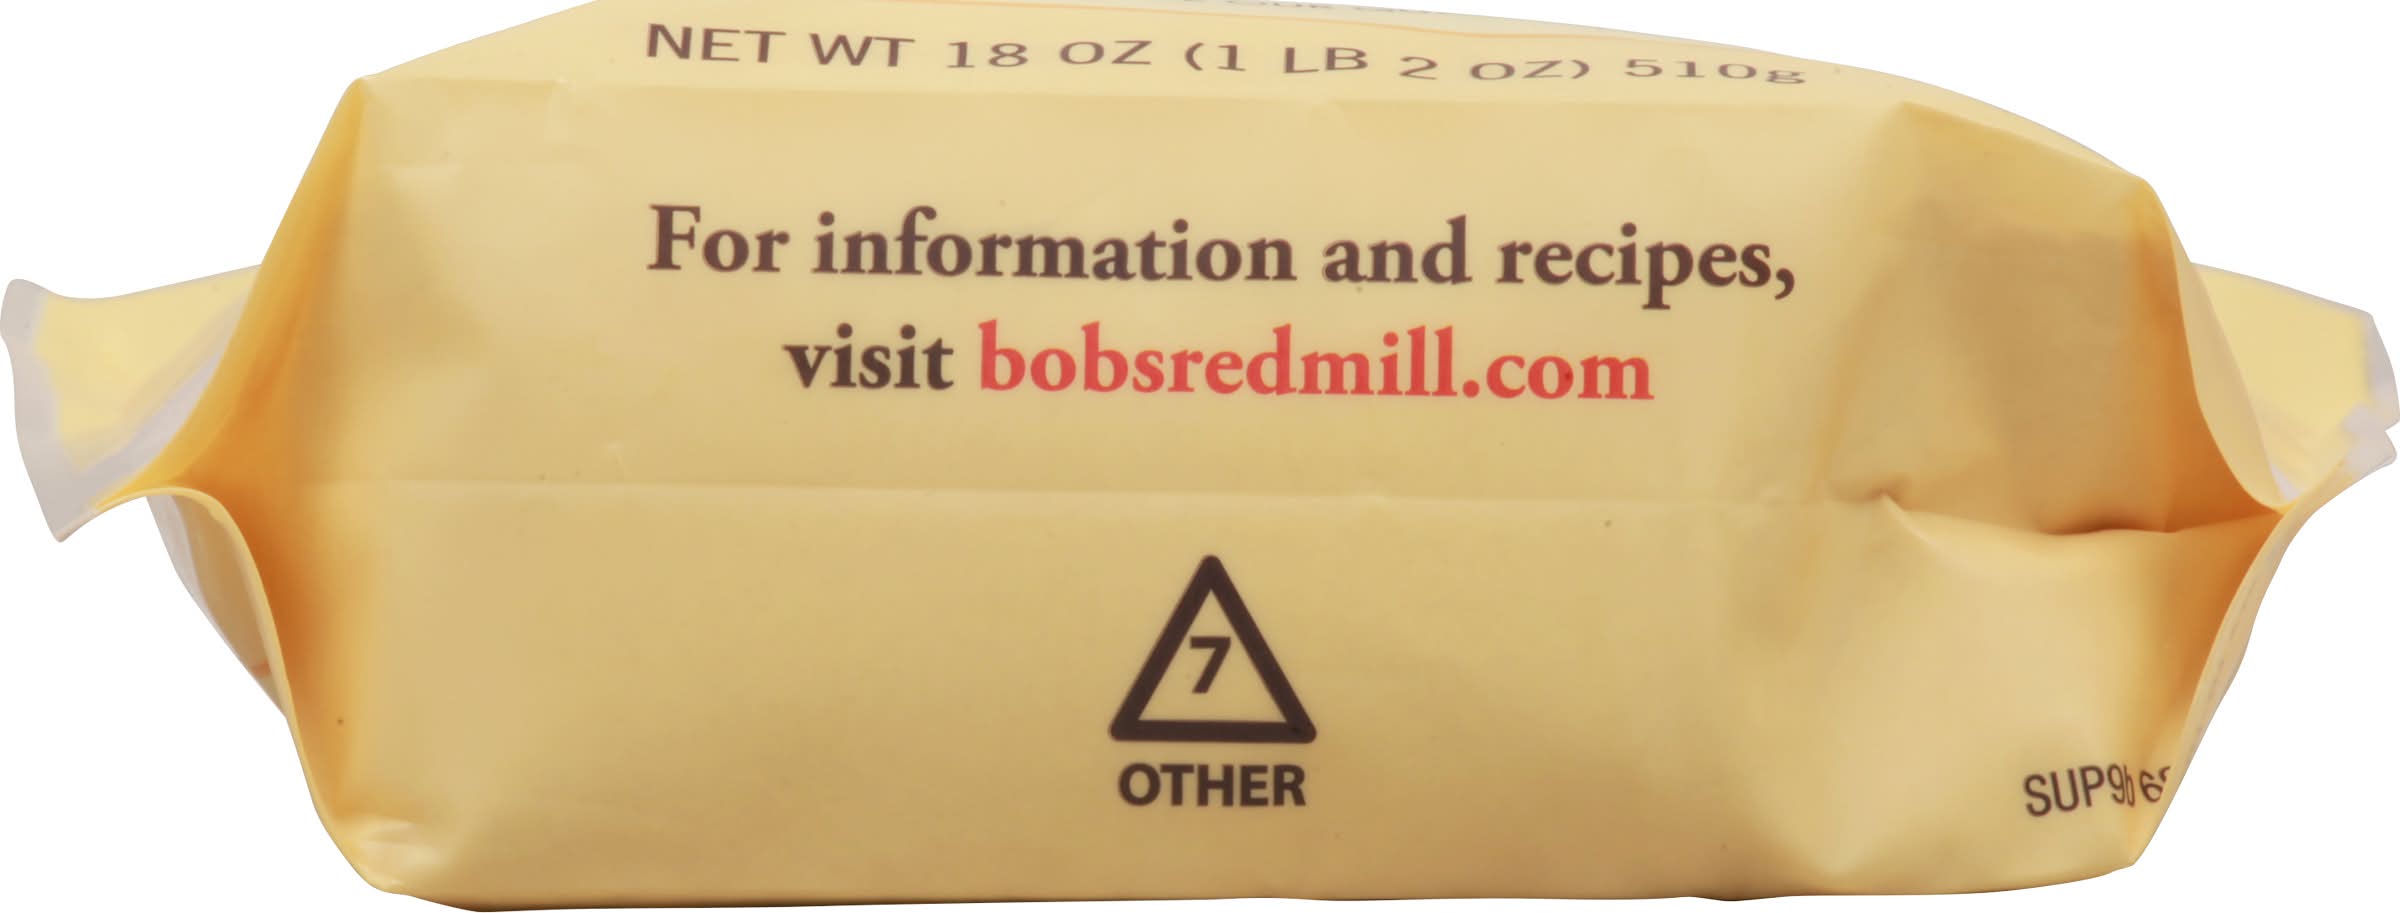 NET WT 18 OZ (1 LB 2 OZ) 510g
For information and recipes,
visit bobsredmill.com
7
OTHER